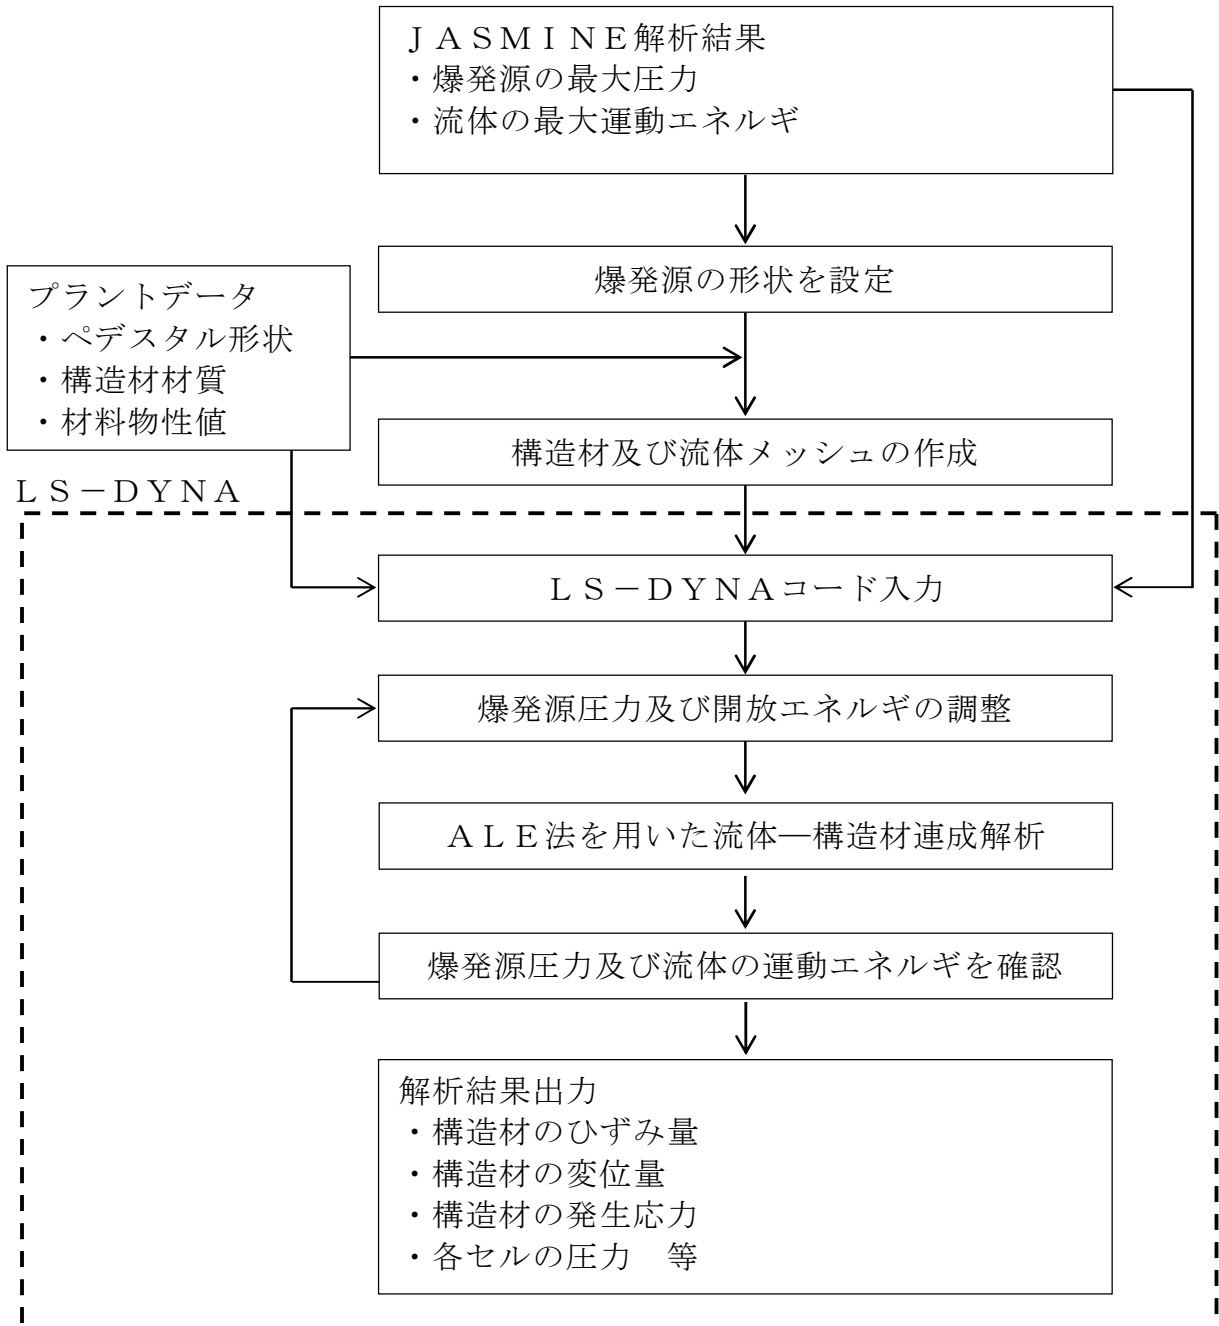 ＪＡＳＭＩＮＥ解析結果
・爆発源の最大圧力
・流体の最大運動エネルギ
爆発源の形状を設定
プラントデータ
・ペデスタル形状
・構造材材質
・材料物性値
構造材及び流体メッシュの作成
ＬＳ－ＤＹＮＡ
ＬＳ－ＤＹＮＡコード入力
爆発源圧力及び開放エネルギの調整
ＡＬＥ法を用いた流体―構造材連成解析
爆発源圧力及び流体の運動エネルギを確認
解析結果出力
・構造材のひずみ量
・構造材の変位量
・構造材の発生応力
・各セルの圧力　等